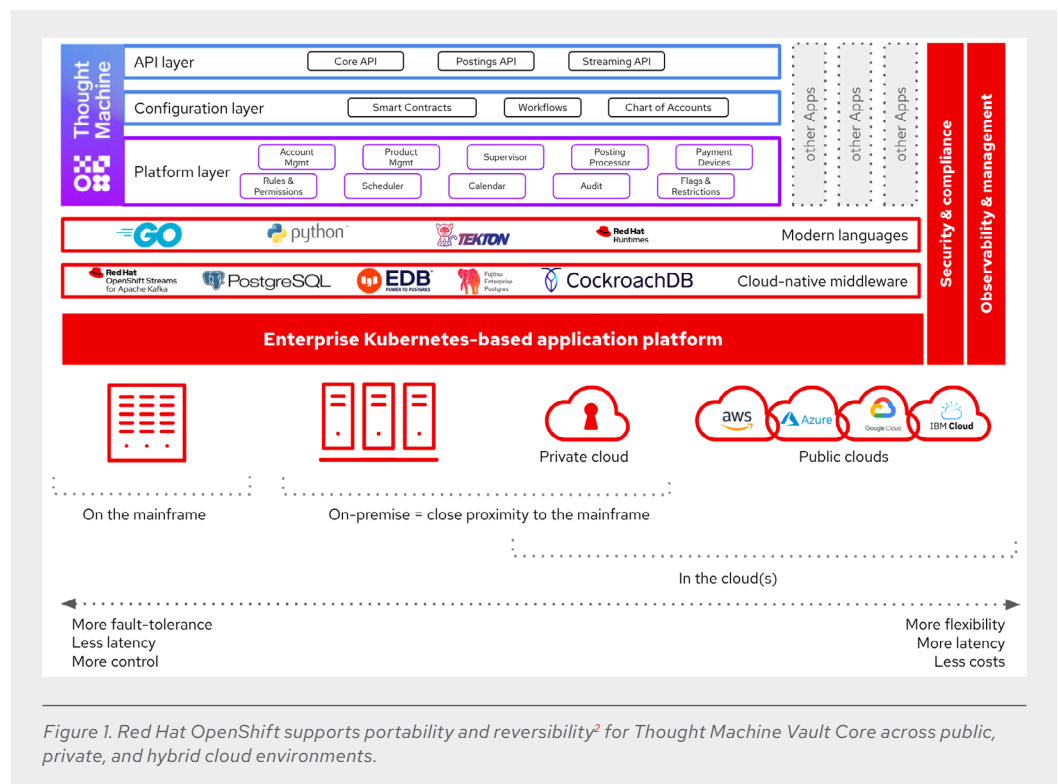 Thought
Machine
API layer
Core API
Postings API
Streaming API
Configuration layer
Smart Contracts
Workflows
Chart of Accounts
Platform layer
Account
Mgmt
Product
Mgmt
Supervisor
Posting
Processor
Payment
Devices
Rules &
Permissions
Scheduler
Calendar
Audit
Flags &
Restrictions
other Apps
other Apps
other Apps
Security & compliance
Observability & management
GO
python™
TEKTON
Red Hat
Runtimes
Modern languages
Red Hat
OpenShift Streams
for Apache Kafka
PostgreSQL
EDB™
POWER TO POSTGRES
Fujitsu
Enterprise
Postgres
CockroachDB
Cloud-native middleware
Enterprise Kubernetes-based application platform
aws
Azure
Google Cloud
IBM Cloud
Private cloud
Public clouds
On the mainframe
On-premise = close proximity to the mainframe
In the cloud(s)
More fault-tolerance
Less latency
More control
More flexibility
More latency
Less costs
Figure 1. Red Hat OpenShift supports portability and reversibility² for Thought Machine Vault Core across public,
private, and hybrid cloud environments.